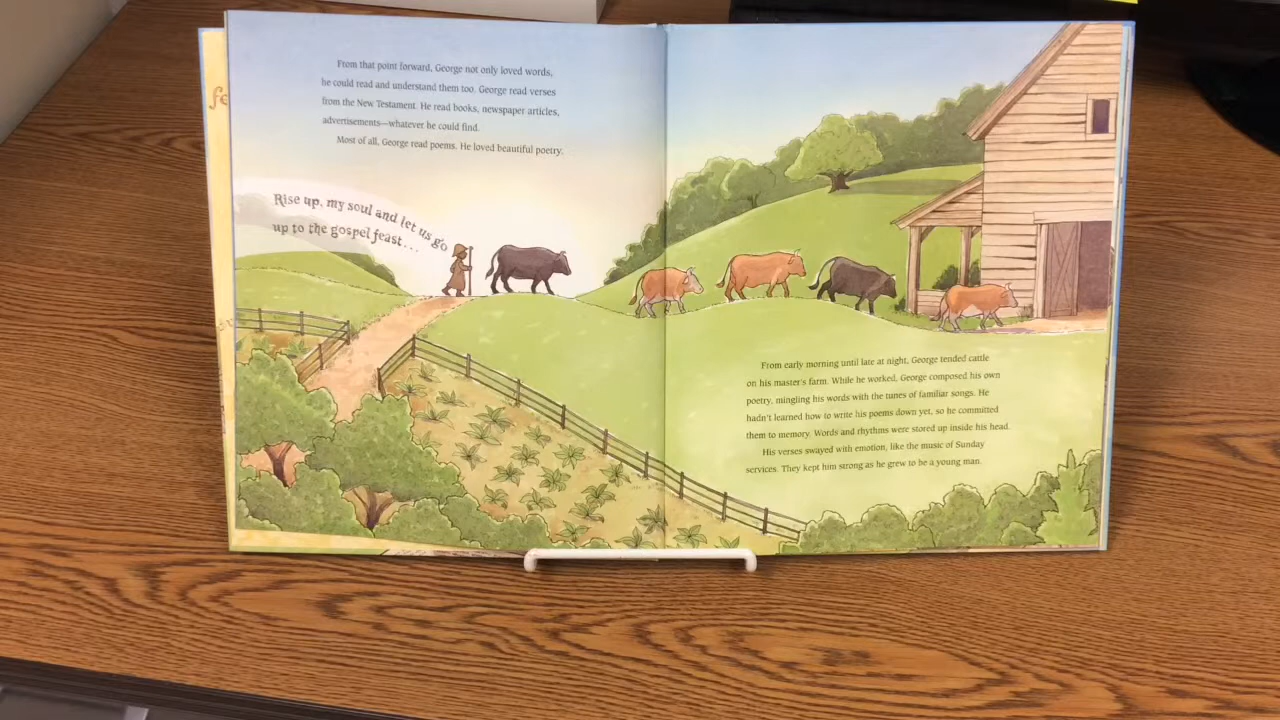 From that point forward, George not only loved words,
he could read and understand them too. George read verses
from the New Testament. He read books, newspaper articles,
advertisements—whatever he could find.
Most of all, George read poems. He loved beautiful poetry.
Rise up, my soul and let us go
up to the gospel feast...
From early morning until late at night, George tended cattle
on his master's farm. While he worked, George composed his own
poetry, mingling his words with the tunes of familiar songs. He
hadn't learned how to write his poems down yet, so he committed
them to memory. Words and rhythms were stored up inside his head.
His verses swayed with emotion, like the music of Sunday
services. They kept him strong as he grew to be a young man.